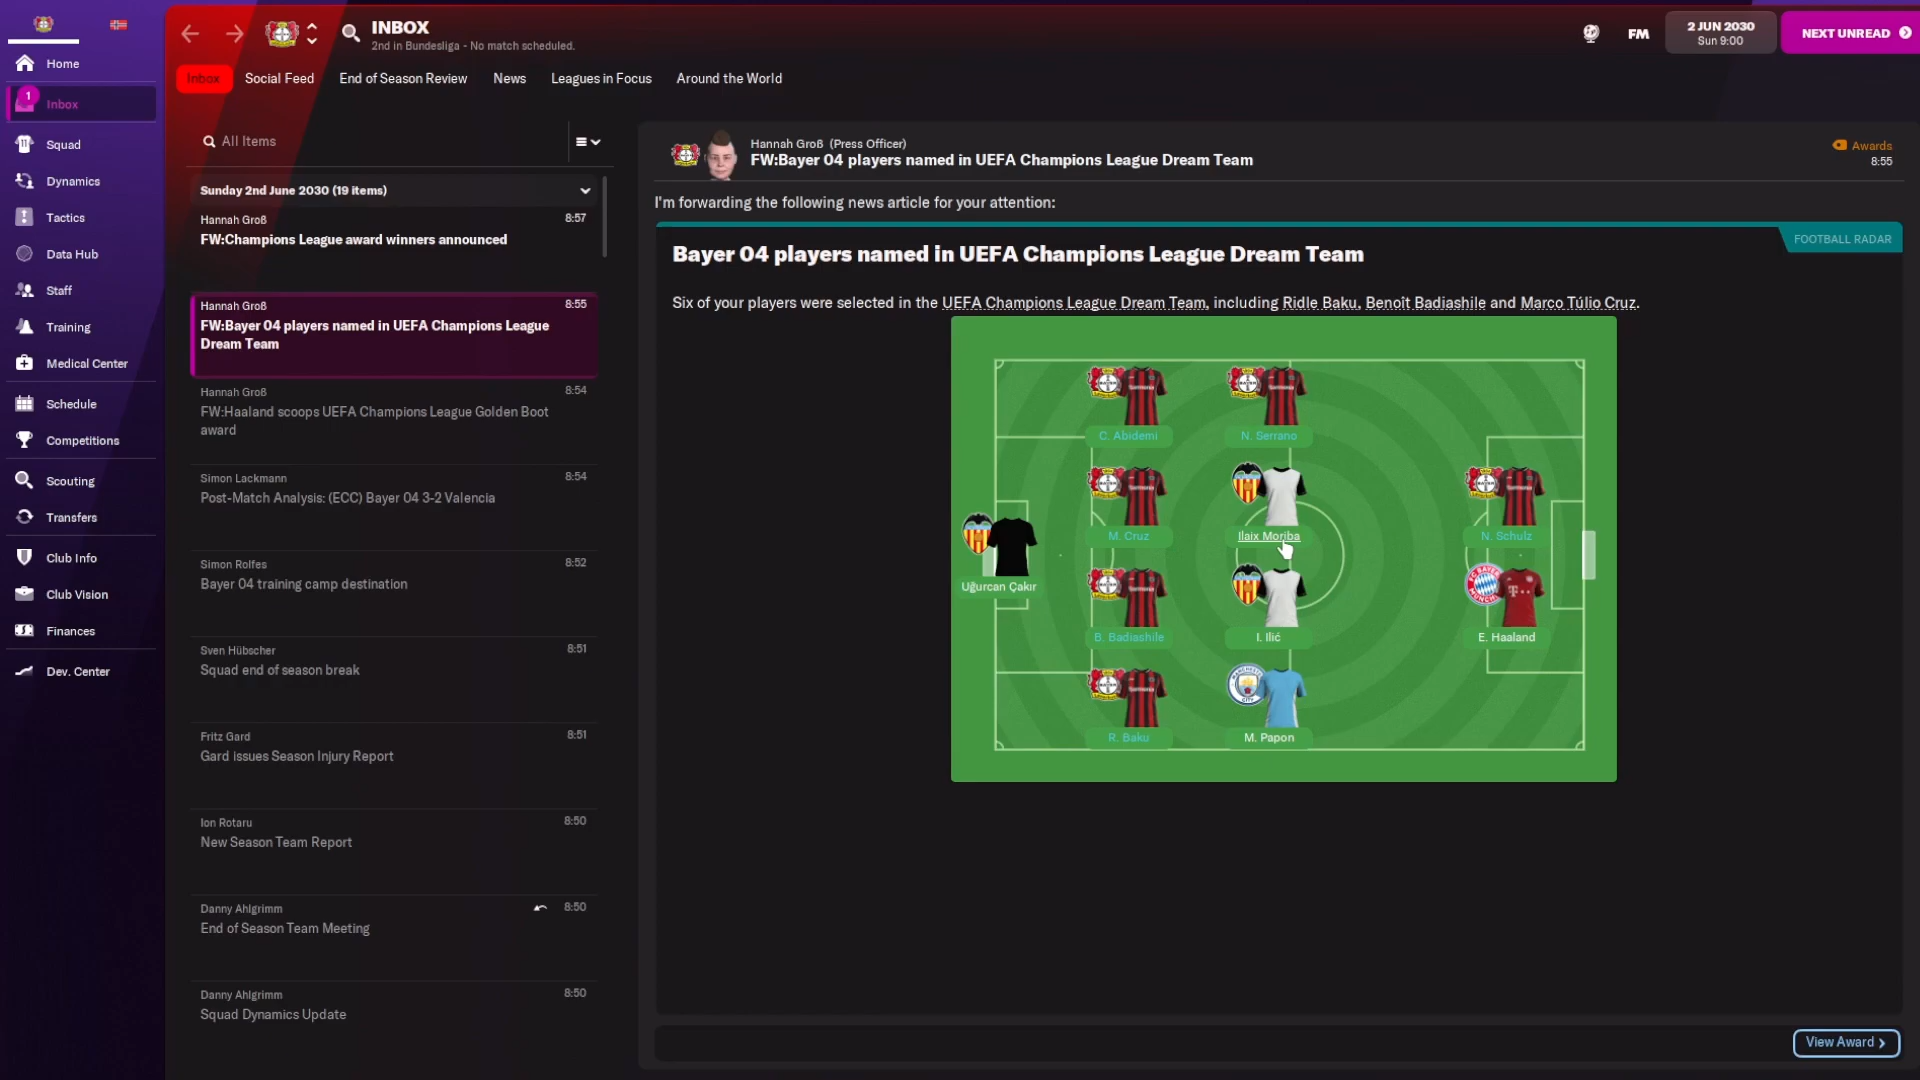 INBOX
2nd in Bundesliga - No match scheduled.
FM
2 JUN 2030
Sun 9:00
NEXT UNREAD
Home
1
Inbox
Squad
Dynamics
Tactics
Data Hub
Staff
Training
Medical Center
Schedule
Competitions
Scouting
Transfers
Club Info
Club Vision
Finances
Dev. Center
Inbox
Social Feed
End of Season Review
News
Leagues in Focus
Around the World
All Items
Sunday 2nd June 2030 (19 items)
Hannah Groß
8:57
FW:Champions League award winners announced
Hannah Groß
8:55
FW:Bayer 04 players named in UEFA Champions League
Dream Team
Hannah Groß
8:54
FW:Haaland scoops UEFA Champions League Golden Boot
award
Simon Lackmann
8:54
Post-Match Analysis: (ECC) Bayer 04 3-2 Valencia
Simon Rolfes
8:52
Bayer 04 training camp destination
Sven Hübscher
8:51
Squad end of season break
Fritz Gard
8:51
Gard issues Season Injury Report
Ion Rotaru
8:50
New Season Team Report
Danny Ahlgrimm
8:50
End of Season Team Meeting
Danny Ahlgrimm
8:50
Squad Dynamics Update
Hannah Groß (Press Officer)
FW:Bayer 04 players named in UEFA Champions League Dream Team
Awards
8:55
I'm forwarding the following news article for your attention:
FOOTBALL RADAR
Bayer 04 players named in UEFA Champions League Dream Team
Six of your players were selected in the UEFA Champions League Dream Team, including Ridle Baku, Benoît Badiashile and Marco Túlio Cruz.
C. Abidemi
N. Serrano
M. Cruz
Ilaix Moriba
N. Schulz
Uğurcan Çakır
B. Badiashile
I. Ilić
E. Haaland
R. Baku
M. Papon
View Award